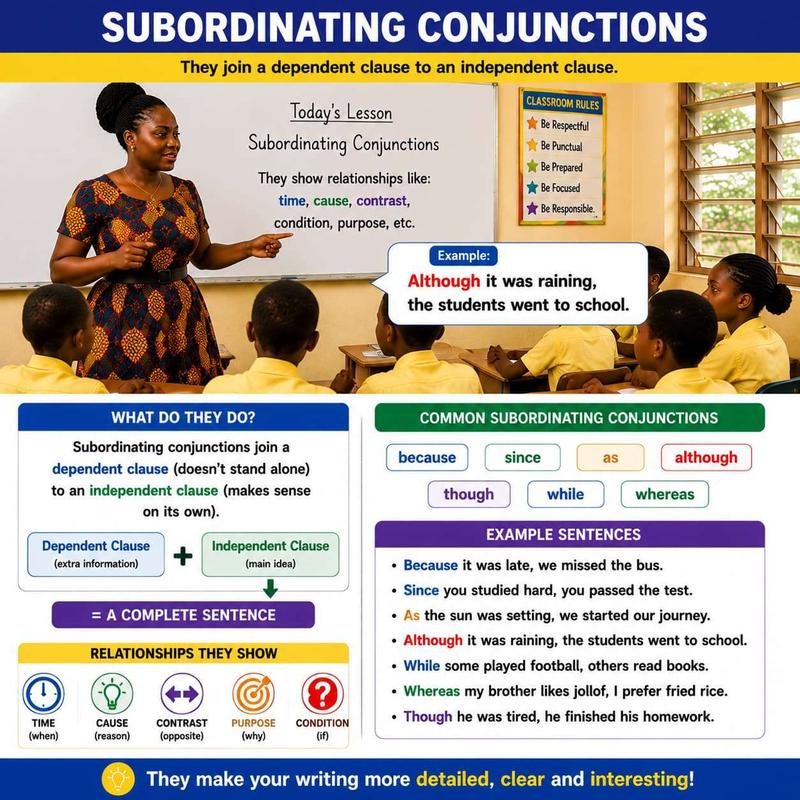 SUBORDINATING CONJUNCTIONS
They join a dependent clause to an independent clause.
Today's Lesson
Subordinating Conjunctions
They show relationships like:
time, cause, contrast,
condition, purpose, etc.
CLASSROOM RULES
Be Respectful
Be Punctual
Be Prepared
Be Focused
Be Responsible.
Example:
Although it was raining,
the students went to school.
WHAT DO THEY DO?
Subordinating conjunctions join a
dependent clause (doesn't stand alone)
to an independent clause (makes sense
on its own).
Dependent Clause
(extra information)
+
Independent Clause
(main idea)
= A COMPLETE SENTENCE
RELATIONSHIPS THEY SHOW
TIME
(when)
CAUSE
(reason)
CONTRAST
(opposite)
PURPOSE
(why)
?
CONDITION
(if)
COMMON SUBORDINATING CONJUNCTIONS
because since as although
though while whereas
EXAMPLE SENTENCES
• Because it was late, we missed the bus.
• Since you studied hard, you passed the test.
• As the sun was setting, we started our journey.
• Although it was raining, the students went to school.
• While some played football, others read books.
• Whereas my brother likes jollof, I prefer fried rice.
• Though he was tired, he finished his homework.
They make your writing more detailed, clear and interesting!